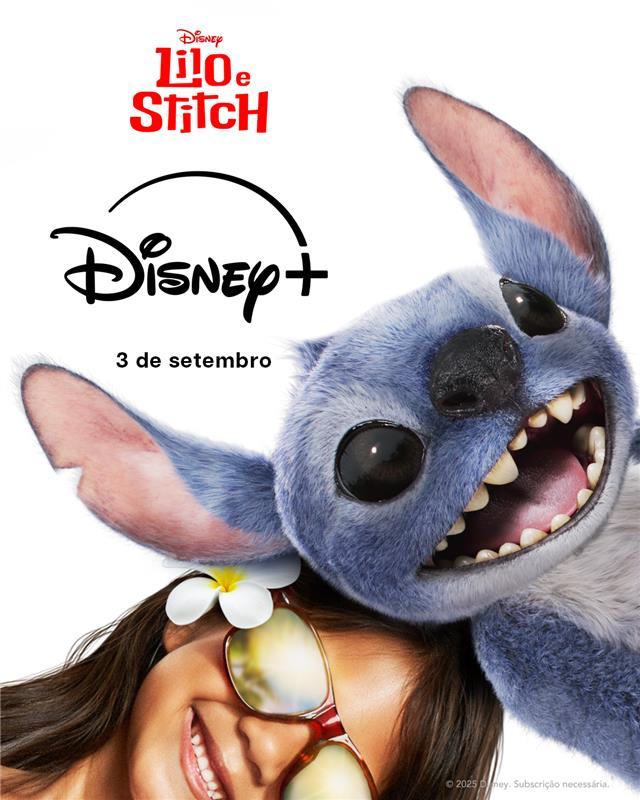 Disney
Lilo e
Stitch
Disney+
3 de setembro
© 2025 Disney. Subscrição necessária.